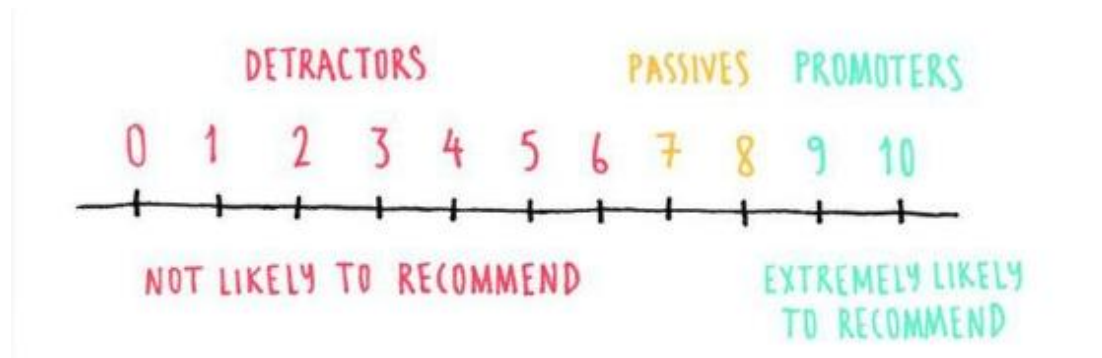 DETRACTORS PASSIVES PROMOTERS
0 1 2 3 4 5 6 7 8 9 10
NOT LIKELY TO RECOMMEND
EXTREMELY LIKELY
TO RECOMMEND